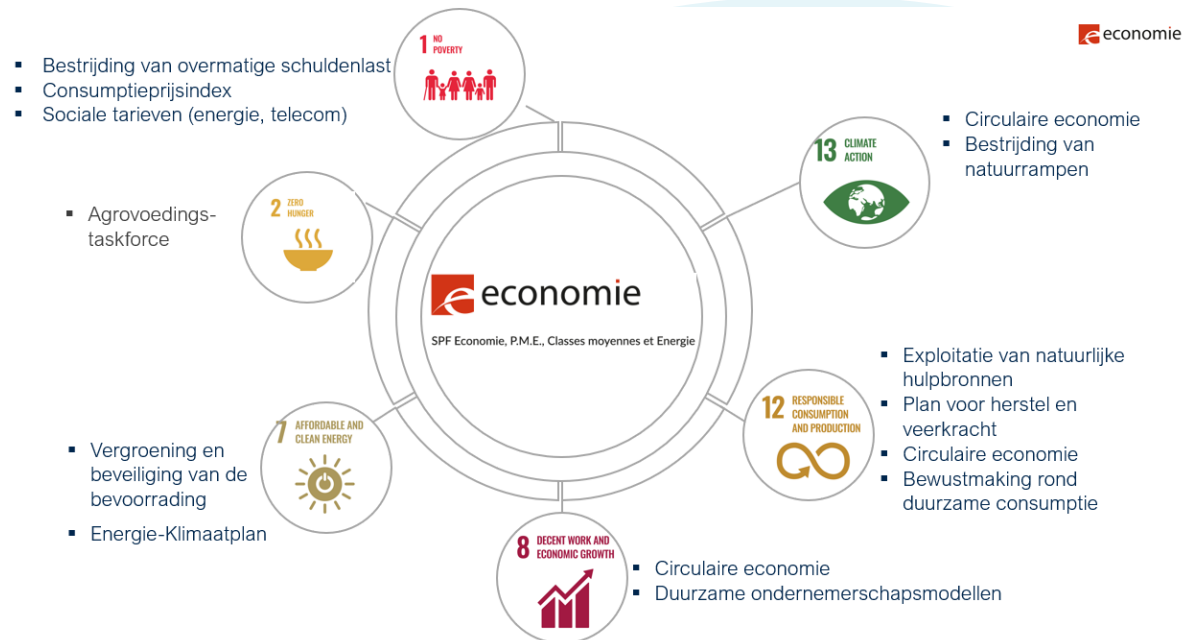 economie
1 NO
POVERTY
▪ Bestrijding van overmatige schuldenlast
▪ Consumptieprijsindex
▪ Sociale tarieven (energie, telecom)
13 CLIMATE
ACTION
▪ Circulaire economie
▪ Bestrijding van
natuurrampen
2 ZERO
HUNGER
▪ Agrovoedings-
taskforce
economie
SPF Economie, P.M.E., Classes moyennes et Energie
12 RESPONSIBLE
CONSUMPTION
AND PRODUCTION
▪ Exploitatie van natuurlijke
hulpbronnen
▪ Plan voor herstel en
veerkracht
▪ Circulaire economie
▪ Bewustmaking rond
duurzame consumptie
7 AFFORDABLE AND
CLEAN ENERGY
▪ Vergroening en
beveiliging van de
bevoorrading
▪ Energie-Klimaatplan
8 DECENT WORK AND
ECONOMIC GROWTH
▪ Circulaire economie
▪ Duurzame ondernemerschapsmodellen